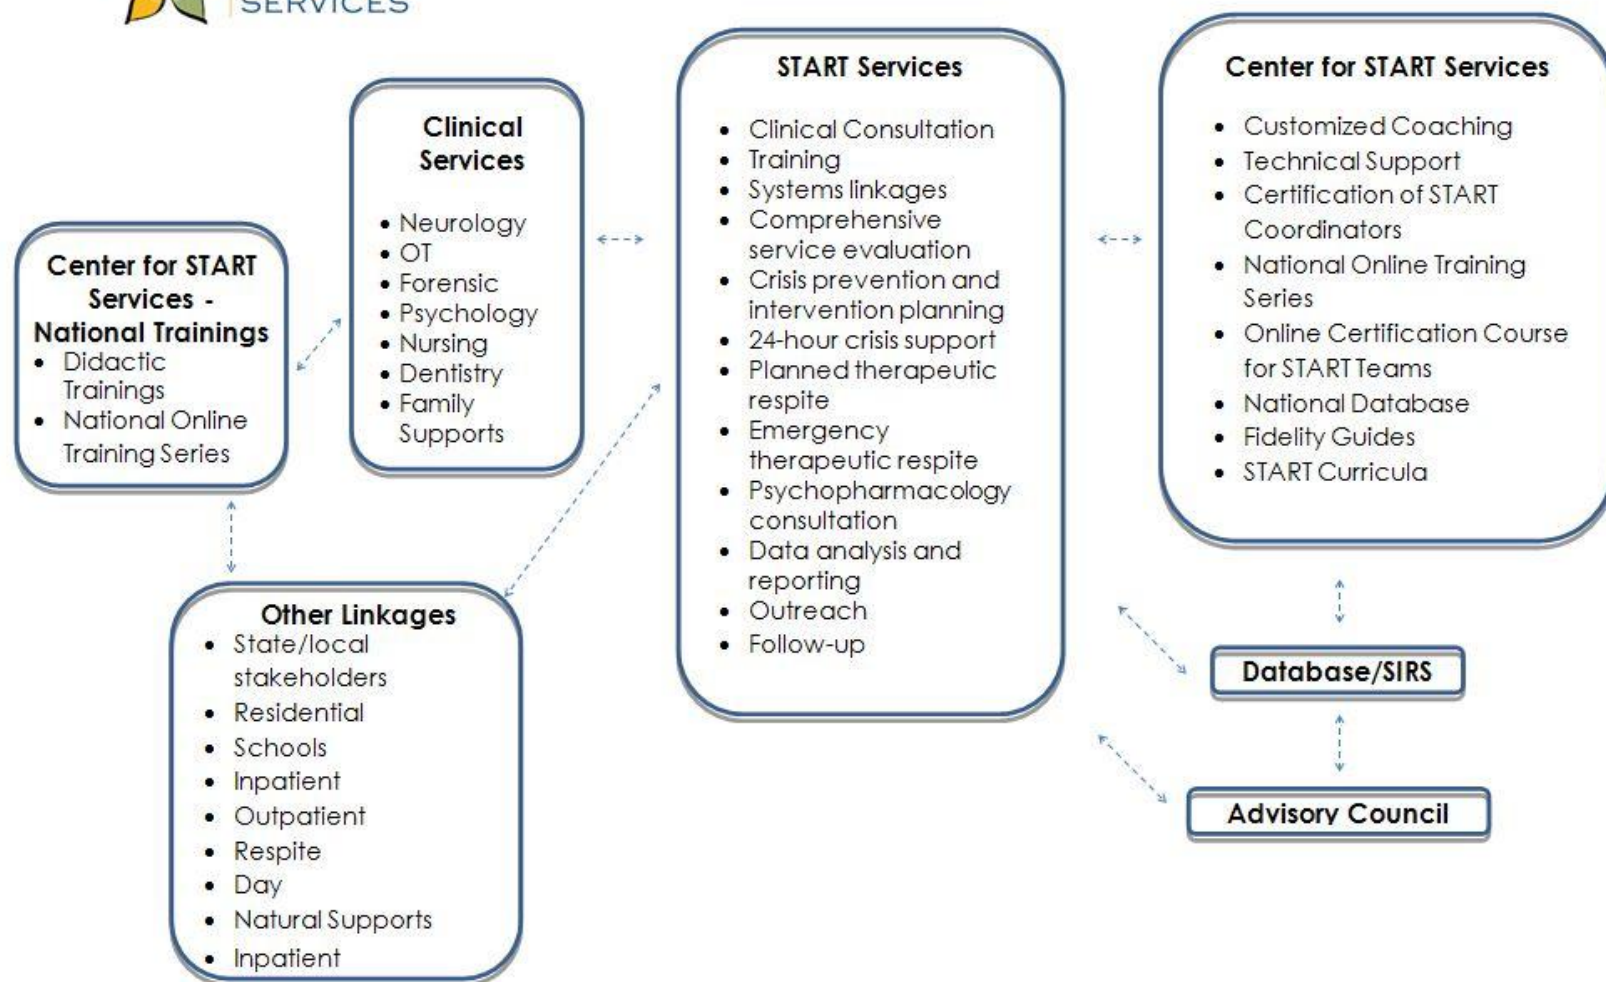 SERVICES
Center for START
Services -
National Trainings
• Didactic
Trainings
• National Online
Training Series
Clinical
Services
• Neurology
• OT
• Forensic
• Psychology
• Nursing
• Dentistry
• Family
Supports
START Services
• Clinical Consultation
• Training
• Systems linkages
• Comprehensive
service evaluation
• Crisis prevention and
intervention planning
• 24-hour crisis support
• Planned therapeutic
respite
• Emergency
therapeutic respite
• Psychopharmacology
consultation
• Data analysis and
reporting
• Outreach
• Follow-up
Center for START Services
• Customized Coaching
• Technical Support
• Certification of START
Coordinators
• National Online Training
Series
• Online Certification Course
for START Teams
• National Database
• Fidelity Guides
• START Curricula
Other Linkages
• State/local
stakeholders
• Residential
• Schools
• Inpatient
• Outpatient
• Respite
• Day
• Natural Supports
• Inpatient
Database/SIRS
Advisory Council